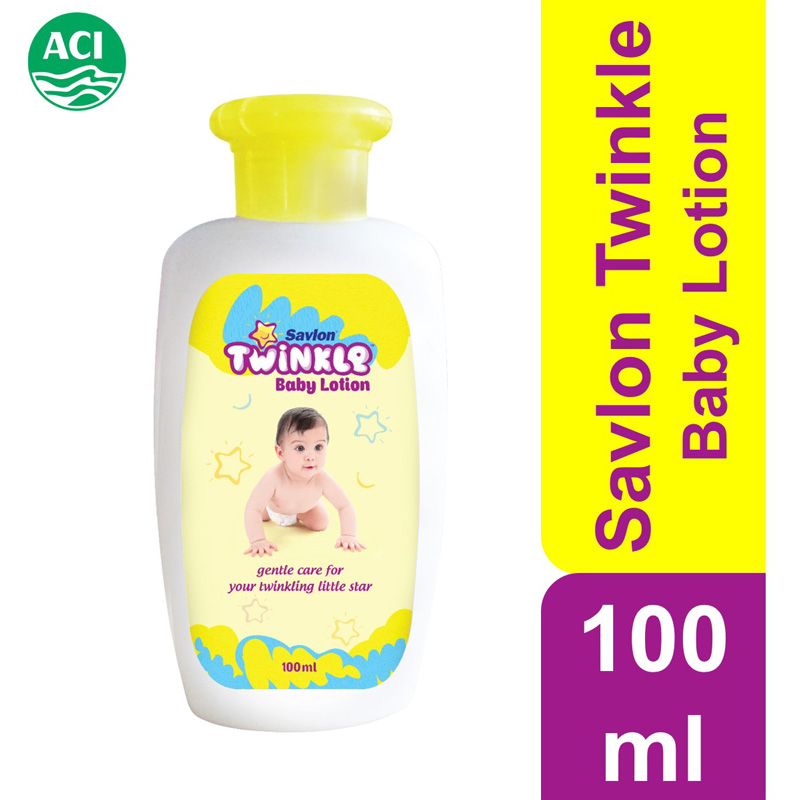 ACI
Savlon
TWiNKLe
Baby Lotion
gentle care for
your twinkling little star
100ml
Savlon Twinkle
Baby Lotion
100
ml